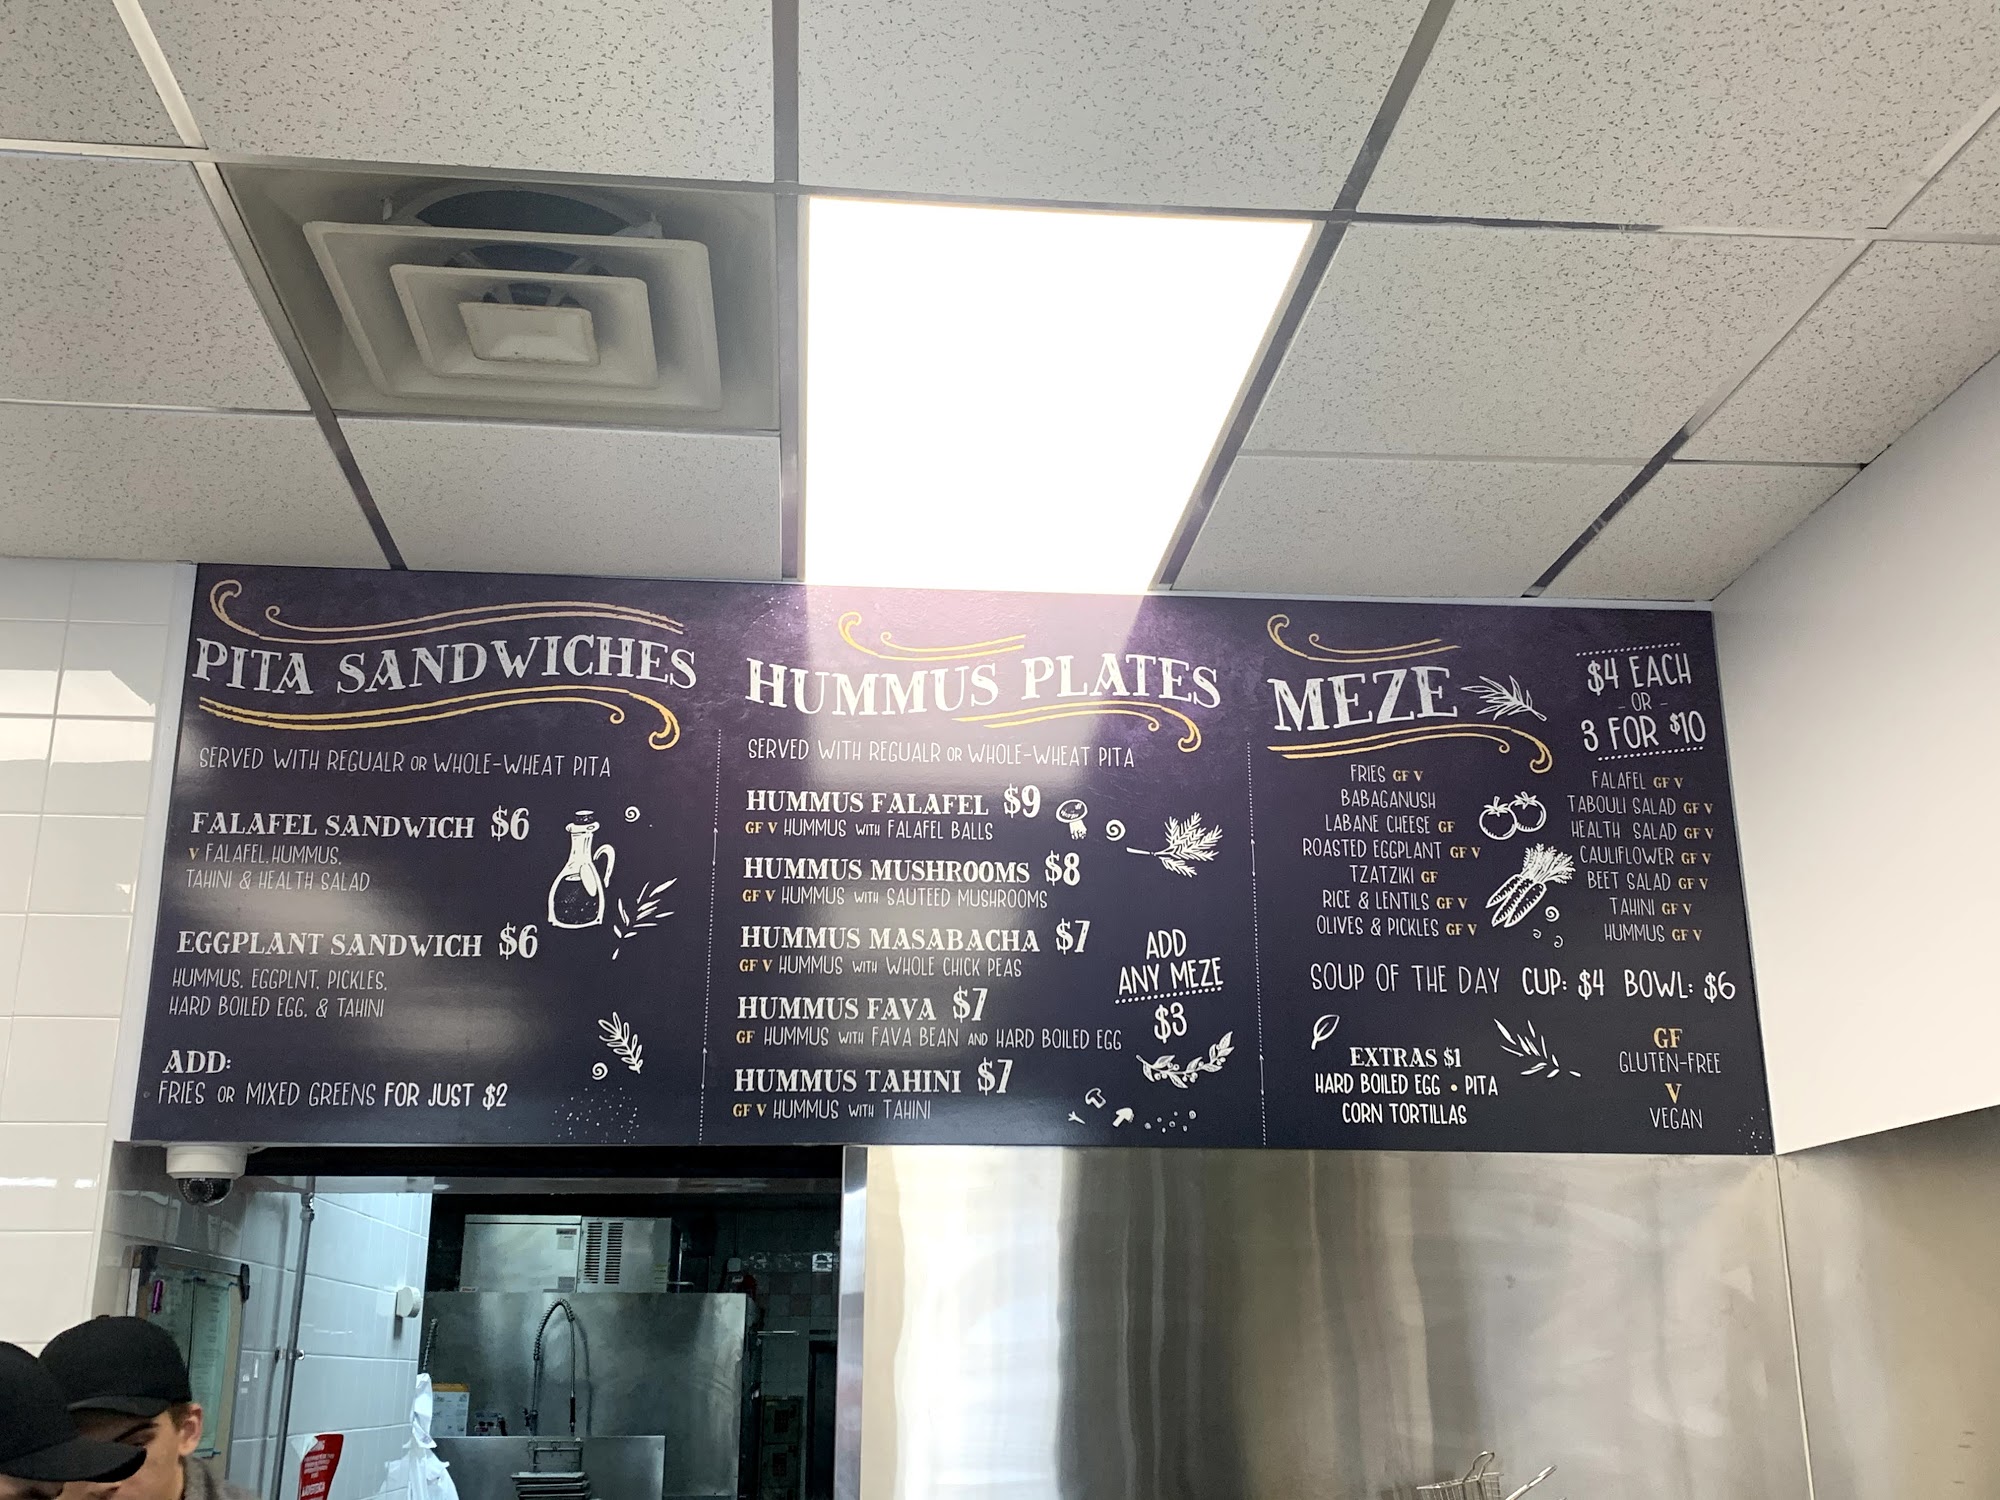 PITA SANDWICHES
SERVED WITH REGUALR OR WHOLE-WHEAT PITA
FALAFEL SANDWICH $6
V FALAFEL, HUMMUS,
TAHINI & HEALTH SALAD
EGGPLANT SANDWICH $6
HUMMUS, EGGPLNT, PICKLES,
HARD BOILED EGG, & TAHINI
ADD:
FRIES OR MIXED GREENS FOR JUST $2
HUMMUS PLATES
SERVED WITH REGUALR OR WHOLE-WHEAT PITA
HUMMUS FALAFEL $9
GF V HUMMUS WITH FALAFEL BALLS
HUMMUS MUSHROOMS $8
GF V HUMMUS WITH SAUTEED MUSHROOMS
HUMMUS MASABACHA $7
GF V HUMMUS WITH WHOLE CHICK PEAS
HUMMUS FAVA $7
GF HUMMUS WITH FAVA BEAN AND HARD BOILED EGG
HUMMUS TAHINI $7
GF V HUMMUS WITH TAHINI
ADD
ANY MEZE
$3
MEZE
$4 EACH
- OR -
3 FOR $10
FRIES GF V
BABAGANUSH
LABANE CHEESE GF
ROASTED EGGPLANT GF V
TZATZIKI GF
RICE & LENTILS GF V
OLIVES & PICKLES GF V
FALAFEL GF V
TABOULI SALAD GF V
HEALTH SALAD GF V
CAULIFLOWER GF V
BEET SALAD GF V
TAHINI GF V
HUMMUS GF V
SOUP OF THE DAY CUP: $4 BOWL: $6
EXTRAS $1
HARD BOILED EGG • PITA
CORN TORTILLAS
GF
GLUTEN-FREE
V
VEGAN